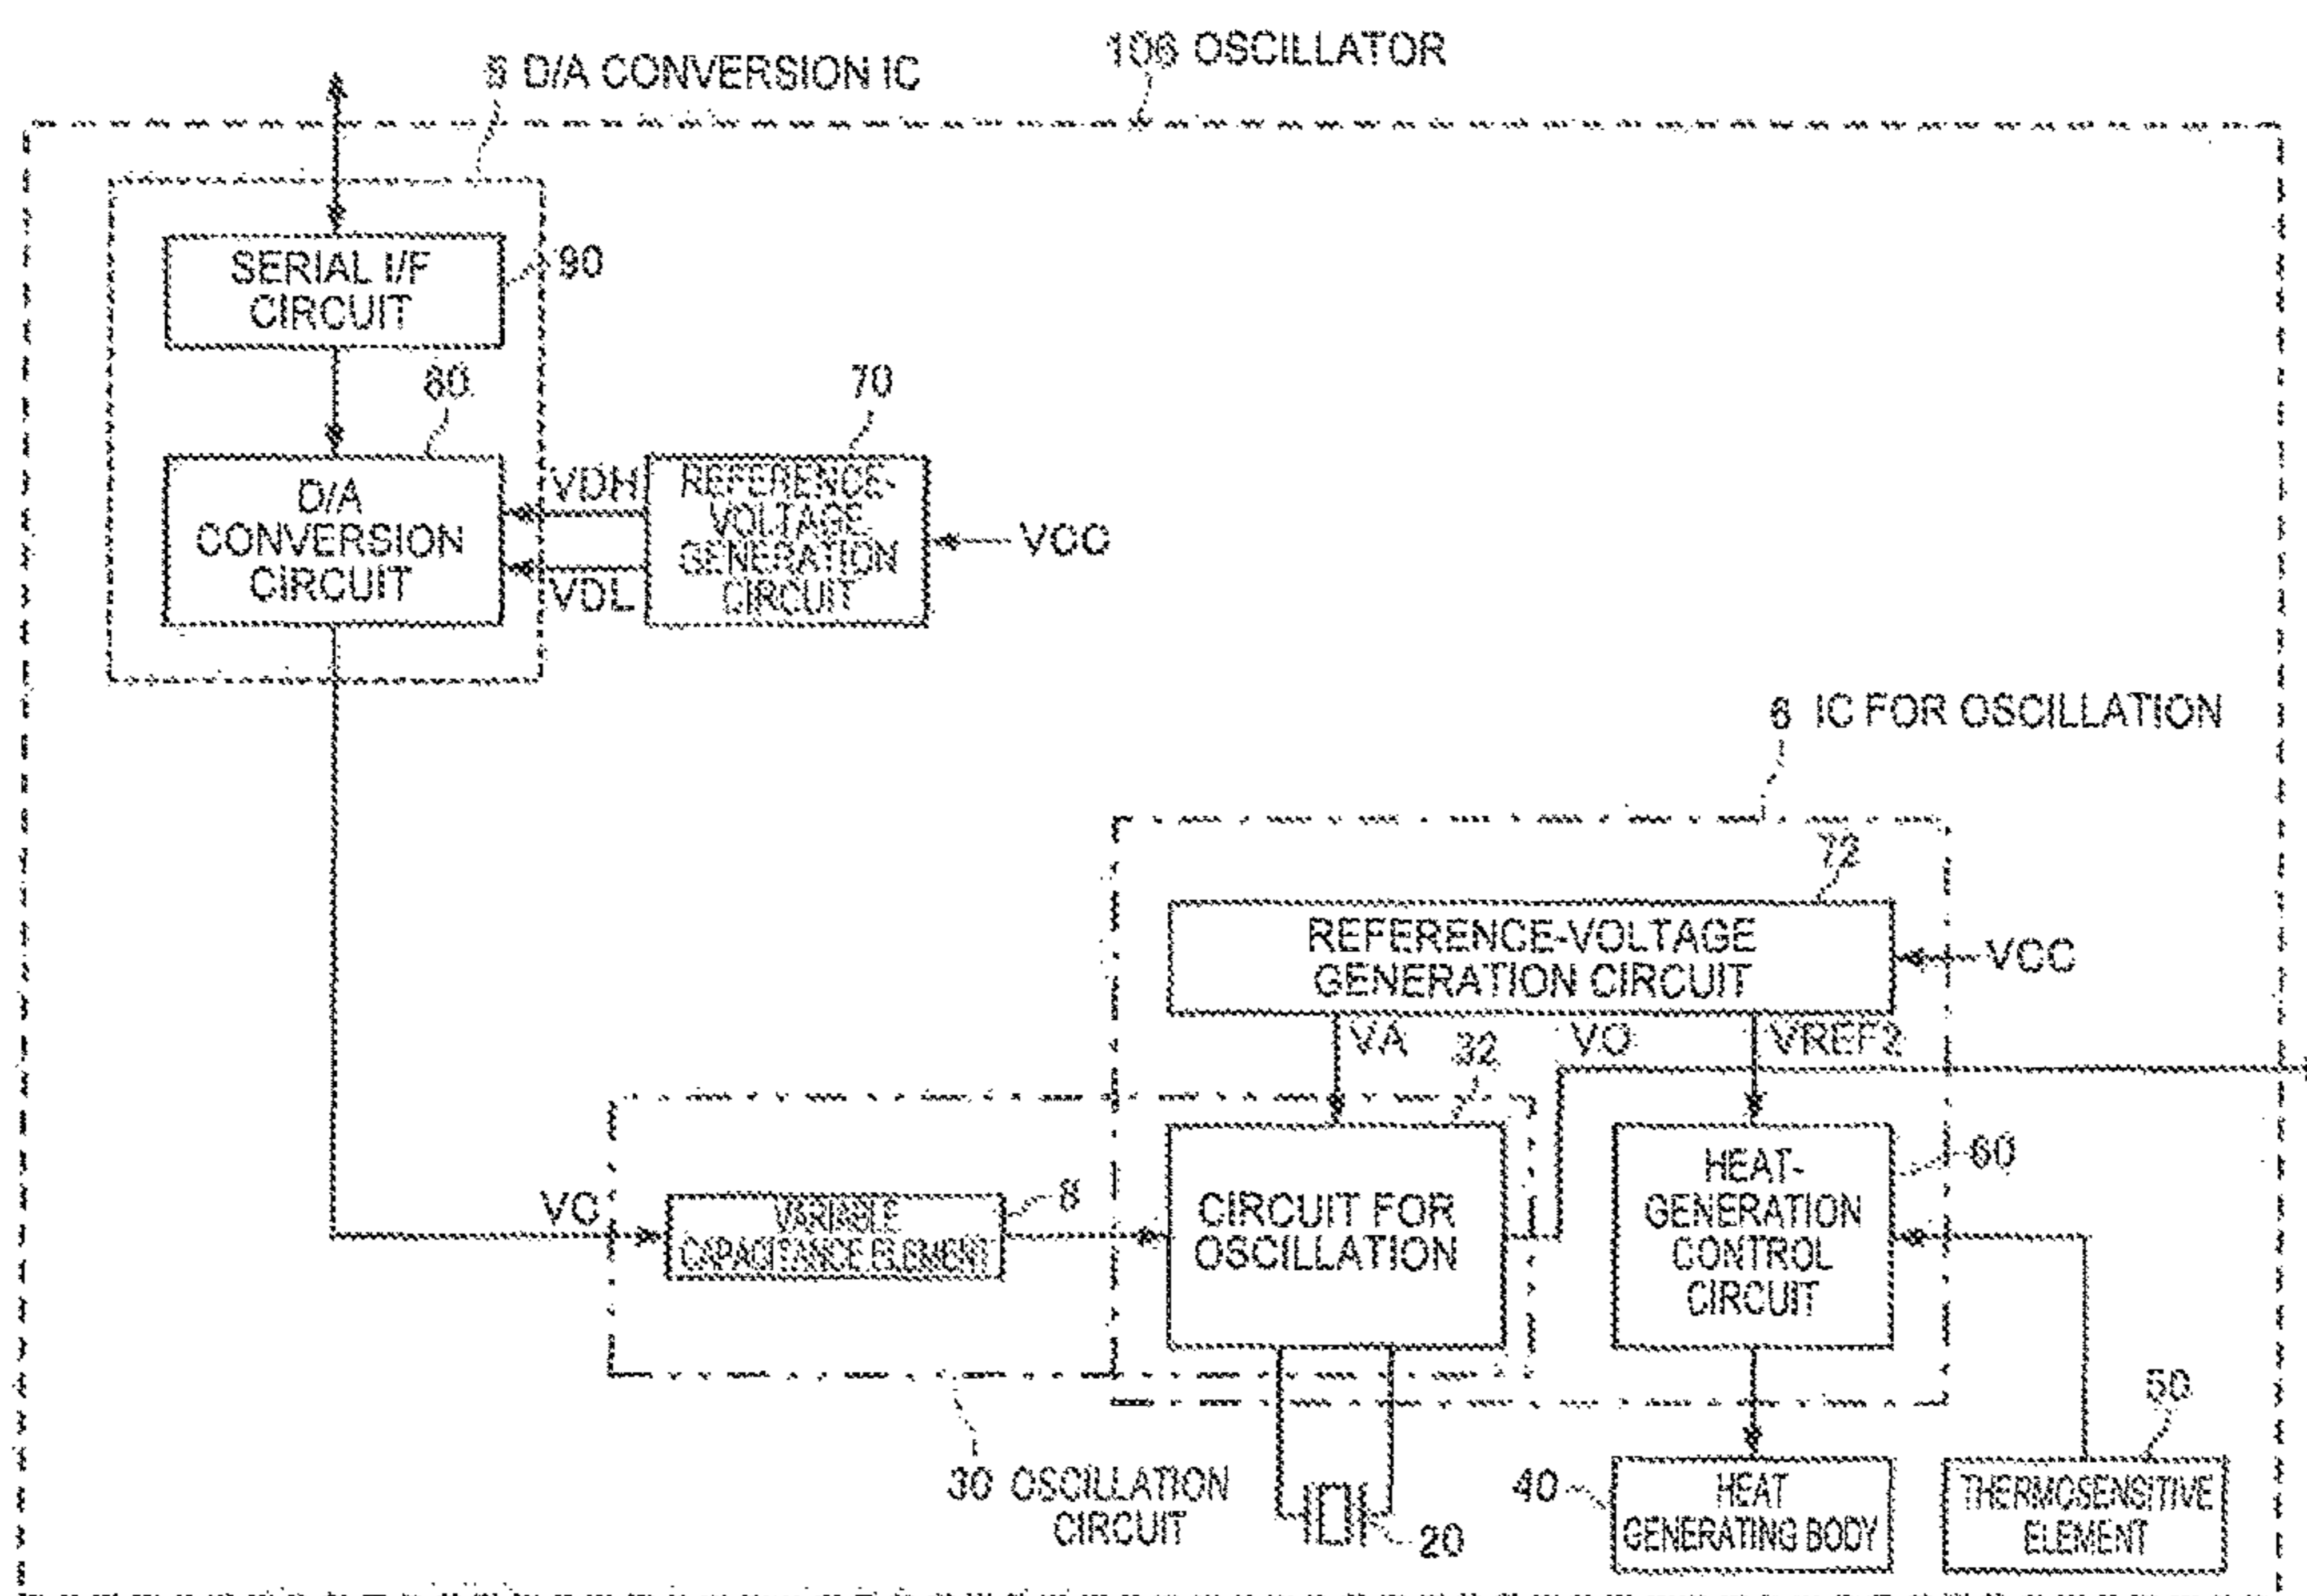 106 OSCILLATOR
D/A CONVERSION IC
SERIAL I/F
CIRCUIT
90
80
70
D/A
CONVERSION
CIRCUIT
VDH
VDL
REFERENCE-
VOLTAGE
GENERATION
CIRCUIT
VCC
6 IC FOR OSCILLATION
72
REFERENCE-VOLTAGE
GENERATION CIRCUIT
VCC
VA
32
VO
VREF2
VC
VARIABLE
CAPACITANCE ELEMENT
8
CIRCUIT FOR
OSCILLATION
HEAT-
GENERATION
CONTROL
CIRCUIT
60
30 OSCILLATION
CIRCUIT
20
40
HEAT
GENERATING BODY
50
THERMOSENSITIVE
ELEMENT